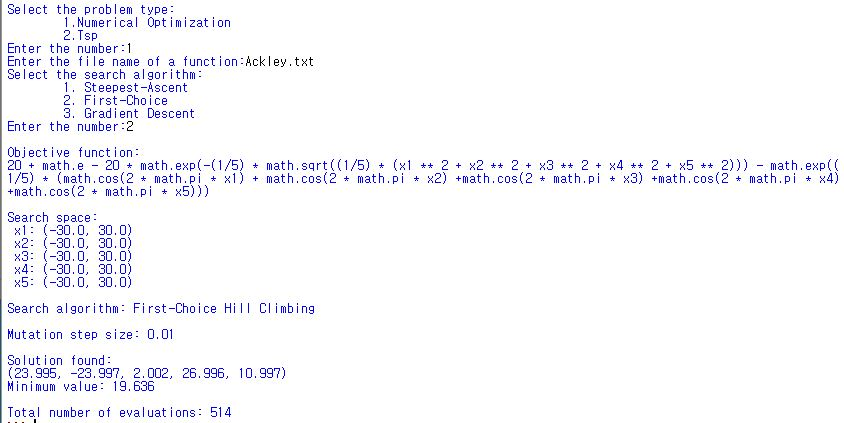 Select the problem type:
1.Numerical Optimization
2.Tsp
Enter the number:1
Enter the file name of a function:Ackley.txt
Select the search algorithm:
1. Steepest-Ascent
2. First-Choice
3. Gradient Descent
Enter the number:2
Objective function:
20 + math.e - 20 * math.exp(-(1/5) * math.sqrt((1/5) * (x1 ** 2 + x2 ** 2 + x3 ** 2 + x4 ** 2 + x5 ** 2))) - math.exp((
1/5) * (math.cos(2 * math.pi * x1) + math.cos(2 * math.pi * x2) +math.cos(2 * math.pi * x3) +math.cos(2 * math.pi * x4)
+math.cos(2 * math.pi * x5)))
Search space:
x1: (-30.0, 30.0)
x2: (-30.0, 30.0)
x3: (-30.0, 30.0)
x4: (-30.0, 30.0)
x5: (-30.0, 30.0)
Search algorithm: First-Choice Hill Climbing
Mutation step size: 0.01
Solution found:
(23.995, -23.997, 2.002, 26.996, 10.997)
Minimum value: 19.636
Total number of evaluations: 514